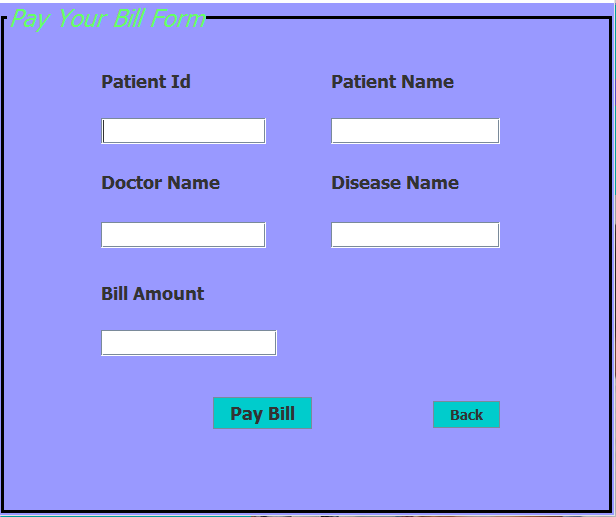 Pay Your Bill Form
Patient Id
Patient Name
Doctor Name
Disease Name
Bill Amount
Pay Bill
Back